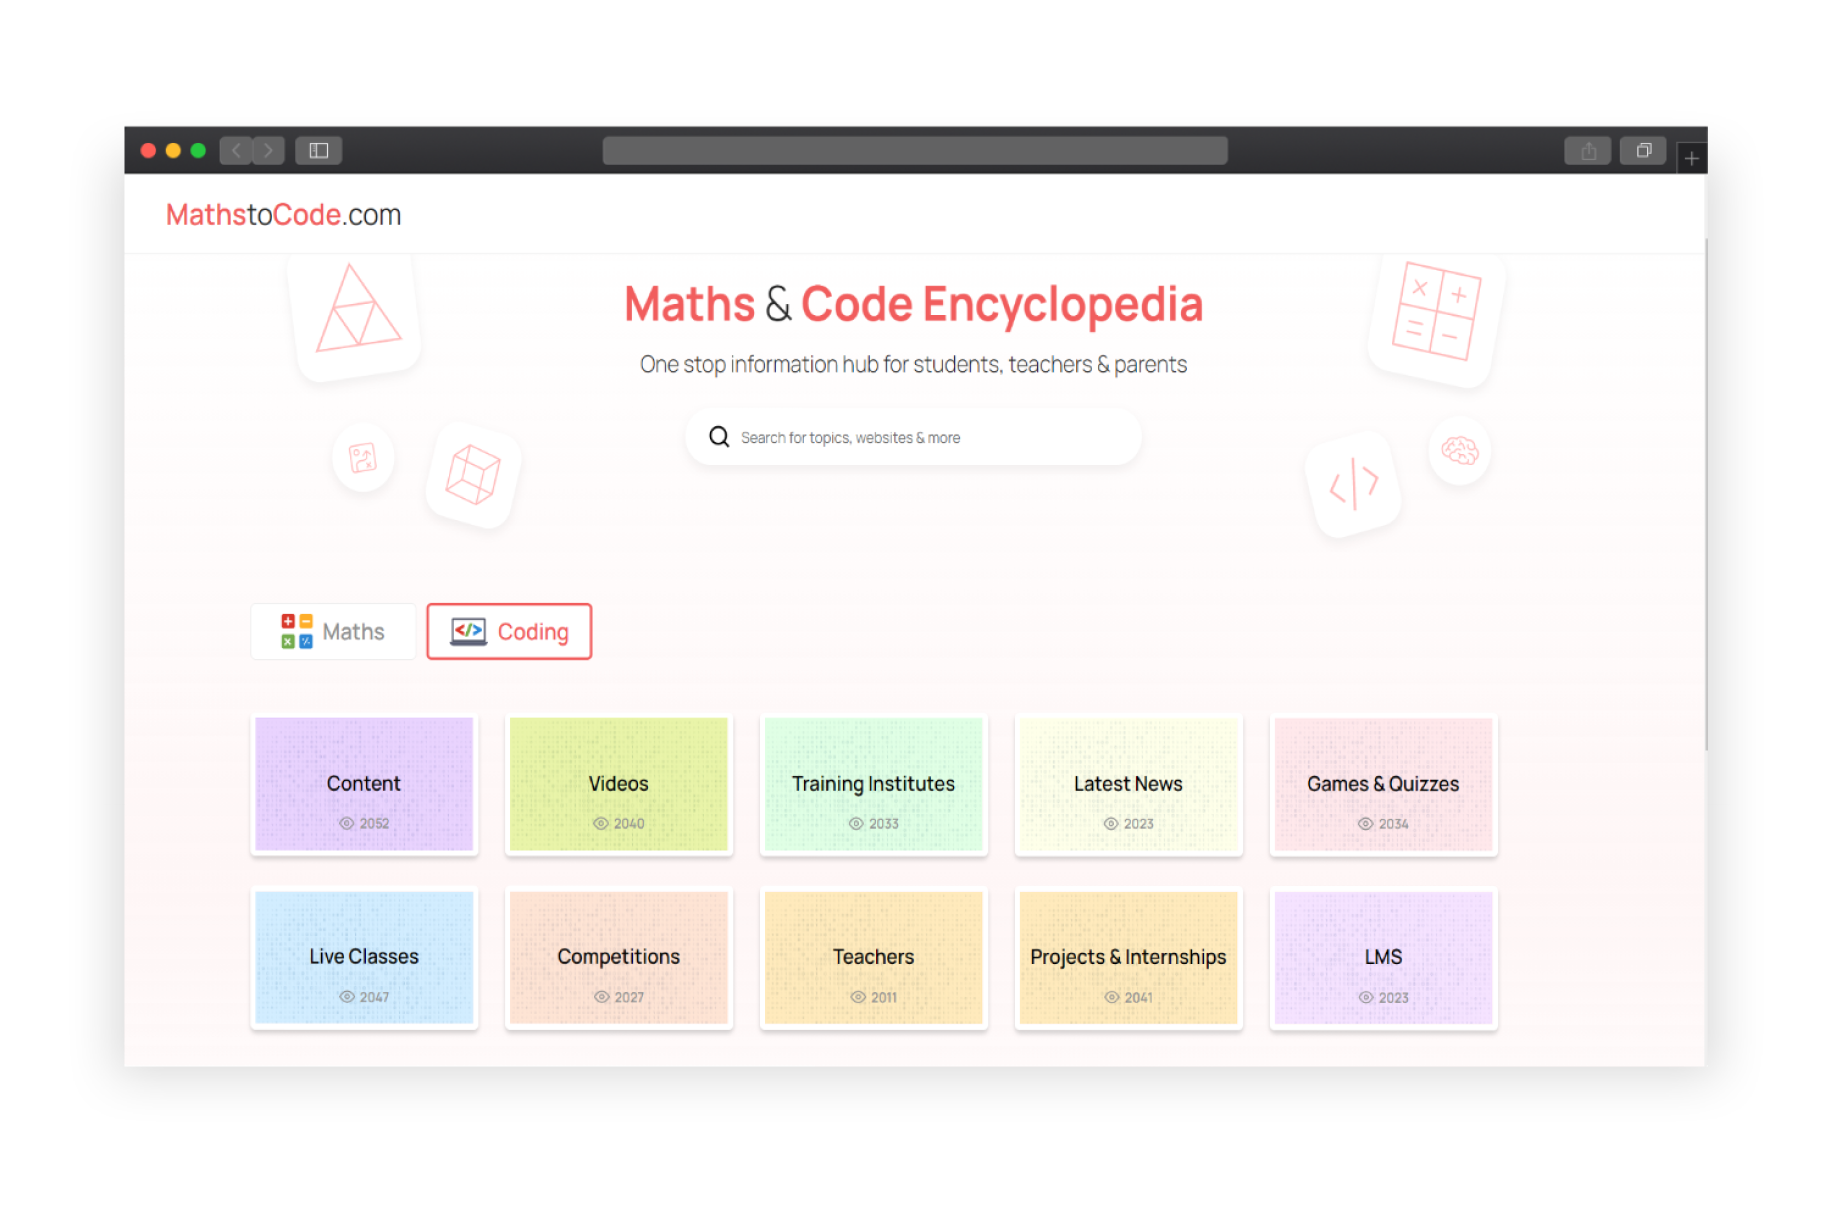 MathstoCode.com
Maths & Code Encyclopedia
One stop information hub for students, teachers & parents
Search for topics, websites & more
Maths
Coding
Content
2052
Videos
2040
Training Institutes
2033
Latest News
2023
Games & Quizzes
2034
Live Classes
2047
Competitions
2027
Teachers
2011
Projects & Internships
2041
LMS
2023